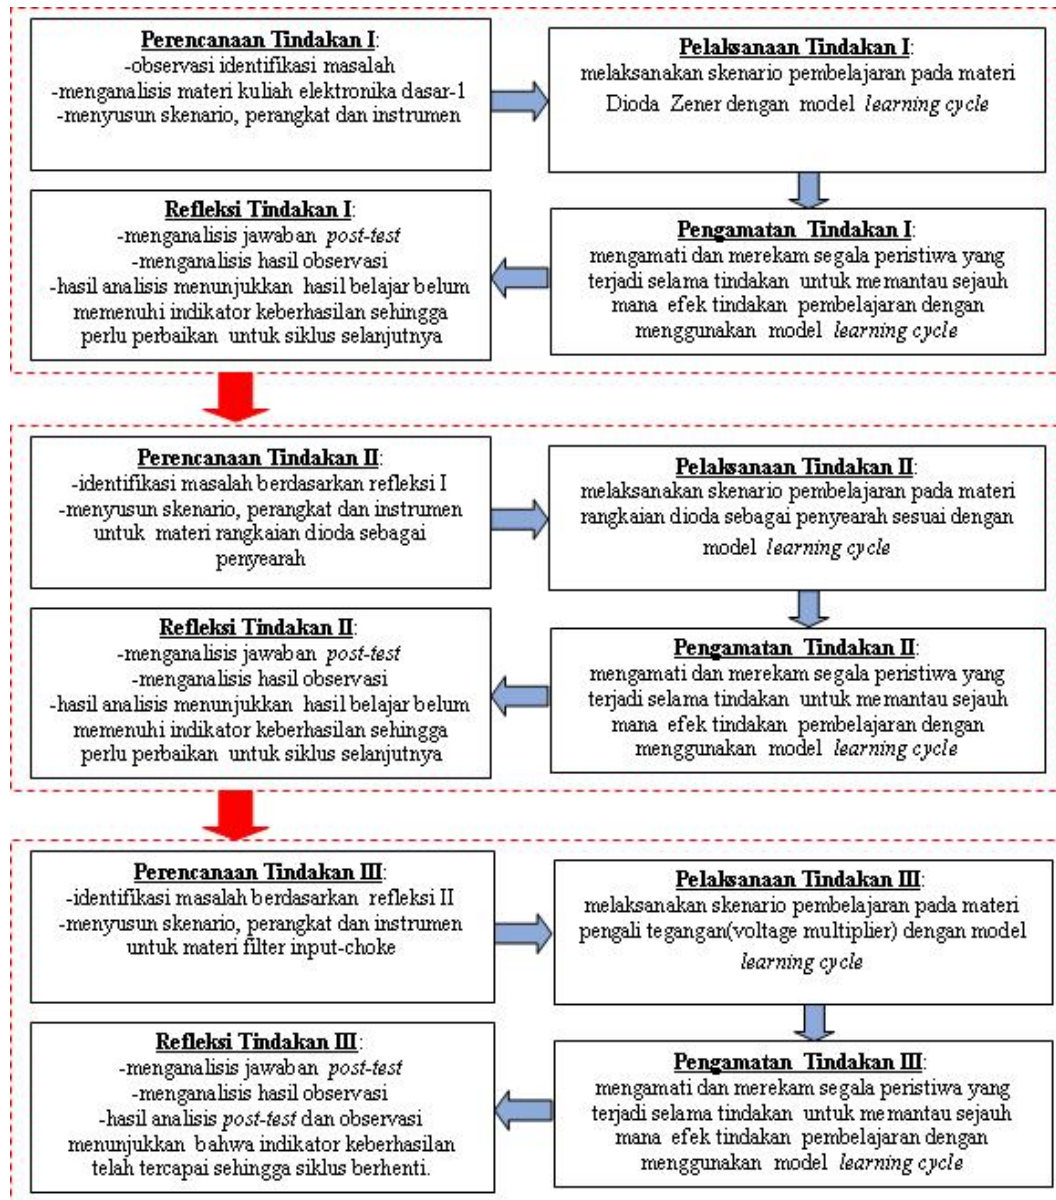 Perencanaan Tindakan I:
-observasi identifikasi masalah
-menganalisis materi kuliah elektronika dasar-1
-menyusun skenario, perangkat dan instrumen
Pelaksanaan Tindakan I:
melaksanakan skenario pembelajaran pada materi
Dioda Zener dengan model learning cycle
Pengamatan Tindakan I:
mengamati dan merekam segala peristiwa yang
terjadi selama tindakan untuk memantau sejauh
mana efek tindakan pembelajaran dengan
menggunakan model learning cycle
Refleksi Tindakan I:
-menganalisis jawaban post-test
-menganalisis hasil observasi
-hasil analisis menunjukkan hasil belajar belum
memenuhi indikator keberhasilan sehingga
perlu perbaikan untuk siklus selanjutnya
Perencanaan Tindakan II:
-identifikasi masalah berdasarkan refleksi I
-menyusun skenario, perangkat dan instrumen
untuk materi rangkaian dioda sebagai
penyearah
Pelaksanaan Tindakan II:
melaksanakan skenario pembelajaran pada materi
rangkaian dioda sebagai penyearah sesuai dengan
model learning cycle
Pengamatan Tindakan II:
mengamati dan merekam segala peristiwa yang
terjadi selama tindakan untuk memantau sejauh
mana efek tindakan pembelajaran dengan
menggunakan model learning cycle
Refleksi Tindakan II:
-menganalisis jawaban post-test
-menganalisis hasil observasi
-hasil analisis menunjukkan hasil belajar belum
memenuhi indikator keberhasilan sehingga
perlu perbaikan untuk siklus selanjutnya
Perencanaan Tindakan III:
-identifikasi masalah berdasarkan refleksi II
-menyusun skenario, perangkat dan instrumen
untuk materi filter input-choke
Pelaksanaan Tindakan III:
melaksanakan skenario pembelajaran pada materi
pengali tegangan(voltage multiplier) dengan model
learning cycle
Pengamatan Tindakan III:
mengamati dan merekam segala peristiwa yang
terjadi selama tindakan untuk memantau sejauh
mana efek tindakan pembelajaran dengan
menggunakan model learning cycle
Refleksi Tindakan III:
-menganalisis jawaban post-test
-menganalisis hasil observasi
-hasil analisis post-test dan observasi
menunjukkan bahwa indikator keberhasilan
telah tercapai sehingga siklus berhenti.